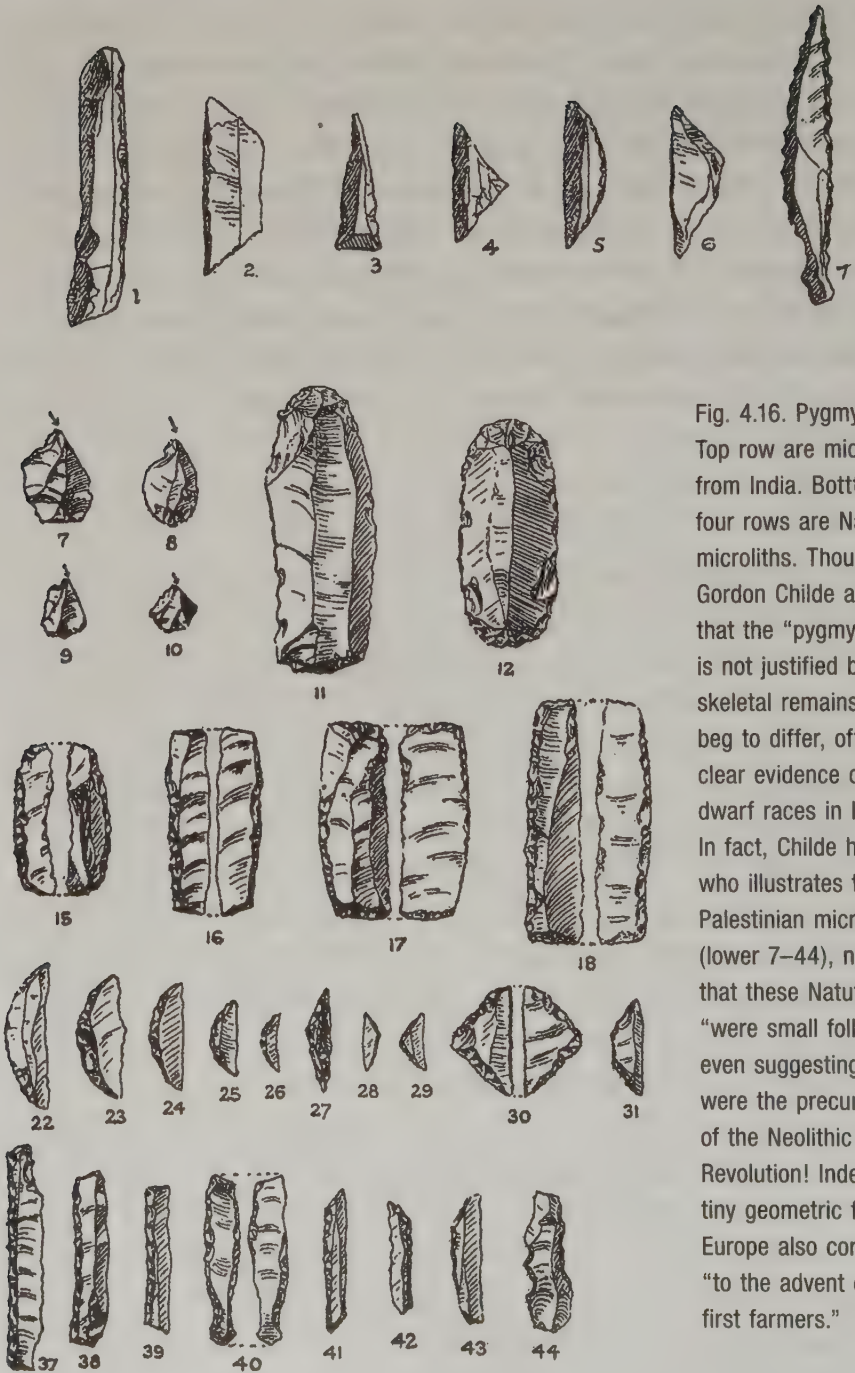 1 2. 3 4 5 6 7
7 8
9 10 11 12
15 16 17 18
22 23 24 25 26 27 28 29 30 31
37 38 39 40 41 42 43 44
Fig. 4.16. Pygmy
Top row are mic
from India. Bott
four rows are Na
microliths. Thou
Gordon Childe a
that the “pygmy
is not justified b
skeletal remains
beg to differ, of
clear evidence o
dwarf races in I
In fact, Childe h
who illustrates t
Palestinian micr
(lower 7–44), n
that these Natuf
“were small foll
even suggesting
were the precur
of the Neolithic
Revolution! Inde
tiny geometric f
Europe also cor
“to the advent o
first farmers.”